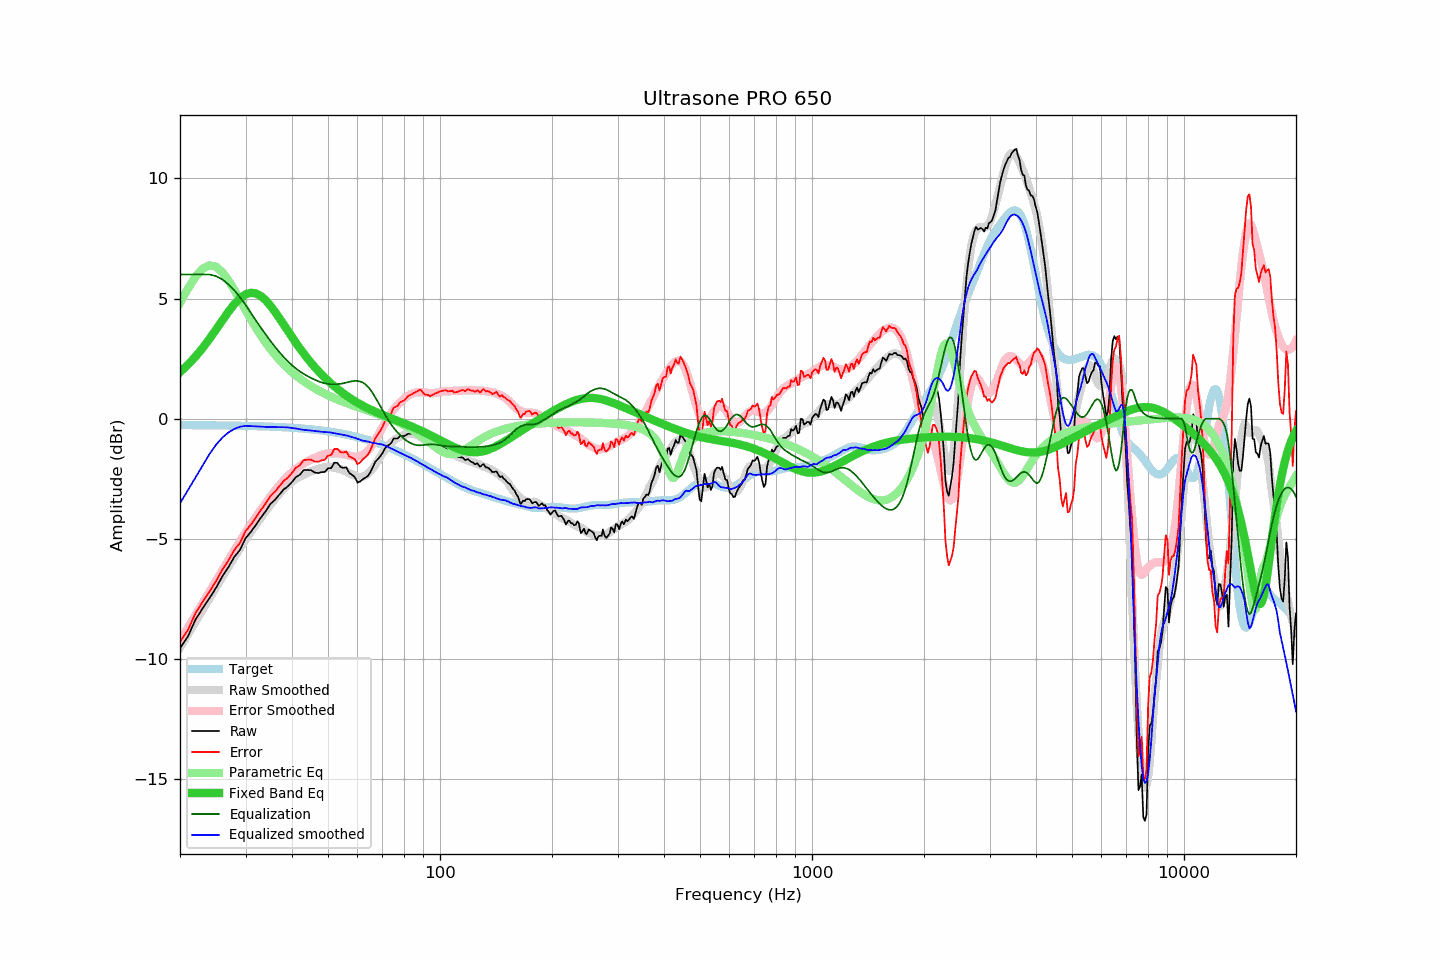 Ultrasone PRO 650
Amplitude (dBr)
10
5
0
−5
−10
−15
Target
Raw Smoothed
Error Smoothed
Raw
Error
Parametric Eq
Fixed Band Eq
Equalization
Equalized smoothed
100
1000
10000
Frequency (Hz)